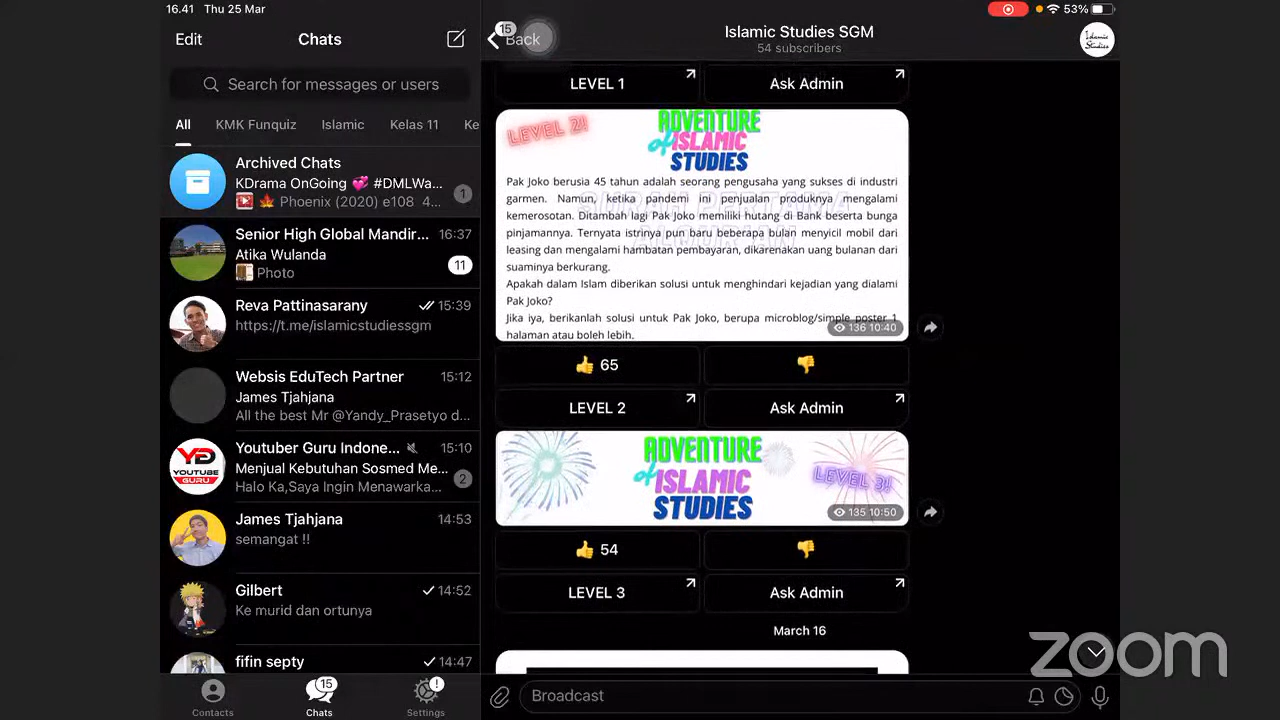 16.41 Thu 25 Mar
53%
Edit
Chats
Search for messages or users
All
KMK Funquiz
Islamic
Kelas 11
Ke
Archived Chats
KDrama OnGoing 💞 #DMLWa...
Phoenix (2020) e108 4...
1
Senior High Global Mandir...
16:37
Atika Wulanda
Photo
11
Reva Pattinasarany
15:39
https://t.me/islamicstudiessgm
Websis EduTech Partner
15:12
James Tjahjana
All the best Mr @Yandy_Prasetyo d...
YOUTUBE
GURU
Youtuber Guru Indone...
15:10
Menjual Kebutuhan Sosmed Me...
Halo Ka,Saya Ingin Menawarka...
2
James Tjahjana
14:53
semangat !!
Gilbert
14:52
Ke murid dan ortunya
fifin septy
14:47
Contacts
15
Chats
!
Settings
15
Back
Islamic Studies SGM
54 subscribers
Islamic
Studies
LEVEL 1
Ask Admin
LEVEL 2!
ADVENTURE
of ISLAMIC
STUDIES
SURAH PERTAMA
ALQURAN
Pak Joko berusia 45 tahun adalah seorang pengusaha yang sukses di industri
garmen. Namun, ketika pandemi ini penjualan produknya mengalami
kemerosotan. Ditambah lagi Pak Joko memiliki hutang di Bank beserta bunga
pinjamannya. Ternyata istrinya pun baru beberapa bulan menyicil mobil dari
leasing dan mengalami hambatan pembayaran, dikarenakan uang bulanan dari
suaminya berkurang.
Apakah dalam Islam diberikan solusi untuk menghindari kejadian yang dialami
Pak Joko?
Jika iya, berikanlah solusi untuk Pak Joko, berupa microblog/simple poster 1
halaman atau boleh lebih.
136 10:40
👍 65
👎
LEVEL 2
Ask Admin
ADVENTURE
of ISLAMIC
STUDIES
LEVEL 3!
135 10:50
👍 54
👎
LEVEL 3
Ask Admin
March 16
Broadcast
zoom